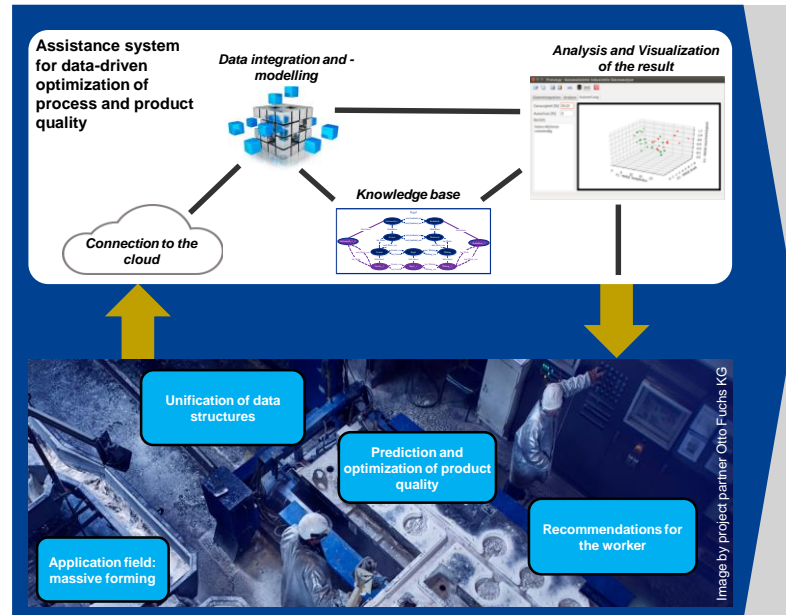 Assistance system
for data-driven
optimization of
process and product
quality
Data integration and -
modelling
Analysis and Visualization
of the result
Knowledge base
Connection to the
cloud
Unification of data
structures
Prediction and
optimization of product
quality
Recommendations for
the worker
Application field:
massive forming
Image by project partner Otto Fuchs KG